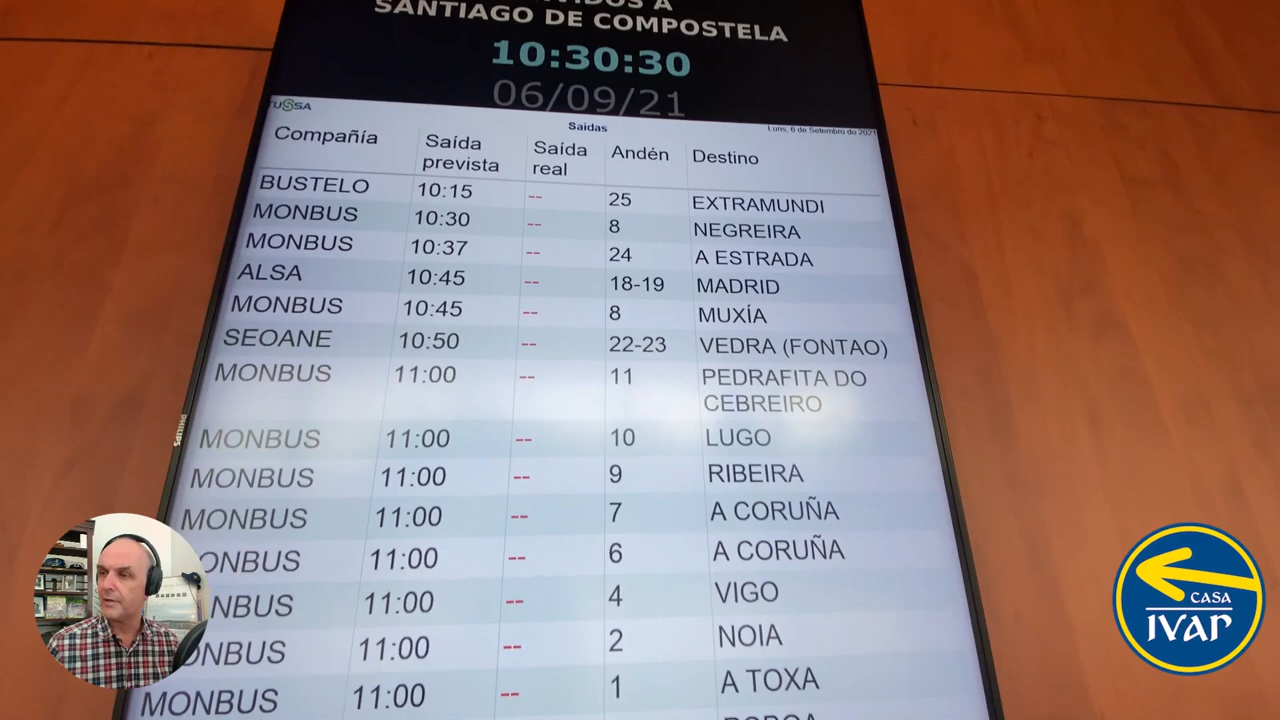 SANTIAGO DE COMPOSTELA
10:30:30
06/09/21
TUSSA
Saidas
Luns, 6 de Setembro de 2021
Compañía Saída prevista Saída real Andén Destino
BUSTELO 10:15 -- 25 EXTRAMUNDI
MONBUS 10:30 -- 8 NEGREIRA
MONBUS 10:37 -- 24 A ESTRADA
ALSA 10:45 -- 18-19 MADRID
MONBUS 10:45 -- 8 MUXÍA
SEOANE 10:50 -- 22-23 VEDRA (FONTAO)
MONBUS 11:00 -- 11 PEDRAFITA DO
CEBREIRO
MONBUS 11:00 -- 10 LUGO
MONBUS 11:00 -- 9 RIBEIRA
MONBUS 11:00 -- 7 A CORUÑA
ONBUS 11:00 -- 6 A CORUÑA
NBUS 11:00 -- 4 VIGO
ONBUS 11:00 -- 2 NOIA
MONBUS 11:00 -- 1 A TOXA
PHILIPS
CASA
IVAR